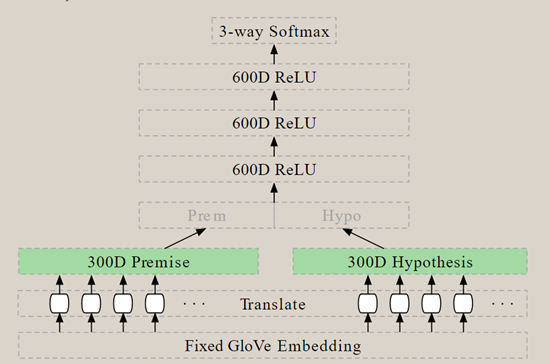 3-way Softmax
600D ReLU
600D ReLU
600D ReLU
Prem Hypo
300D Premise 300D Hypothesis
... Translate ...
Fixed GloVe Embedding